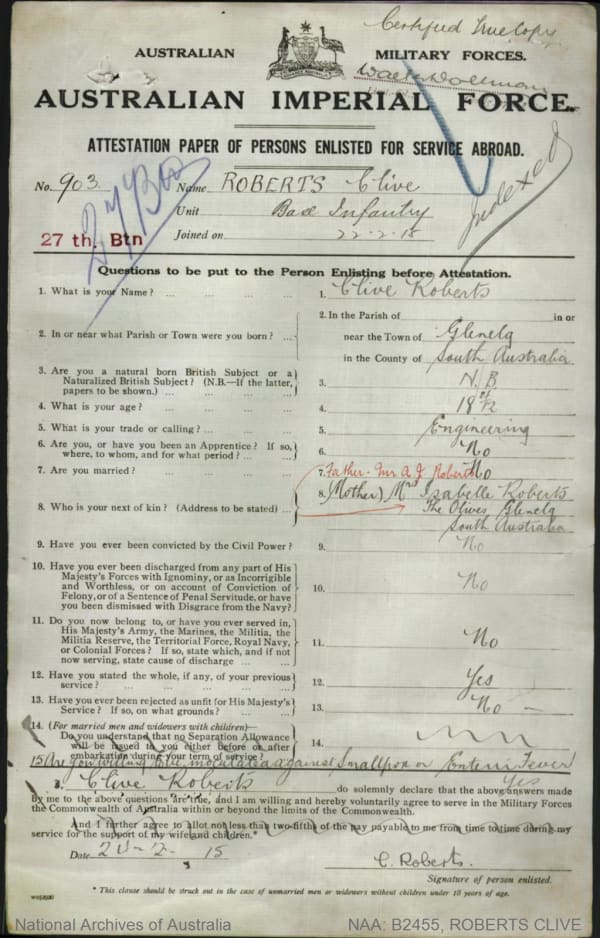 Certified True Copy
AUSTRALIAN MILITARY FORCES.
AUSTRALIAN IMPERIAL FORCE.
ATTESTATION PAPER OF PERSONS ENLISTED FOR SERVICE ABROAD.
No. 903 Name ROBERTS Clive
Unit Base Infantry
27 th. Btn Joined on 22-2-15
Indexed
Questions to be put to the Person Enlisting before Attestation.
1. What is your Name? ... 1. Clive Roberts
2. In or near what Parish or Town were you born? ... 2. In the Parish of in or
near the Town of Glenelg
in the County of South Australia
3. Are you a natural born British Subject or a
Naturalized British Subject? (N.B.—If the latter,
papers to be shown.) ... 3. N.B.
4. What is your age? ... 4. 18 6/12
5. What is your trade or calling? ... 5. Engineering
6. Are you, or have you been an Apprentice? If so,
where, to whom, and for what period? ... 6. No
7. Are you married? ... 7. No
Father - Mr A J Roberts
8. Who is your next of kin? (Address to be stated) ... 8. (Mother) Mrs Isabelle Roberts
The Olives, Glenelg
South Australia
9. Have you ever been convicted by the Civil Power? 9. No
10. Have you ever been discharged from any part of His
Majesty's Forces with Ignominy, or as Incorrigible
and Worthless, or on account of Conviction of
Felony, or of a Sentence of Penal Servitude, or have
you been dismissed with Disgrace from the Navy? 10. No
11. Do you now belong to, or have you ever served in,
His Majesty's Army, the Marines, the Militia, the
Militia Reserve, the Territorial Force, Royal Navy,
or Colonial Forces? If so, state which, and if not
now serving, state cause of discharge ... 11. No
12. Have you stated the whole, if any, of your previous
service? ... 12. Yes
13. Have you ever been rejected as unfit for His Majesty's
Service? If so, on what grounds? ... 13. No —
14. (For married men and widowers with children)—
Do you understand that no Separation Allowance
will be issued to you either before or after
embarkation during your term of service? 14.
15 Are you willing to be inoculated against Smallpox or Enteric Fever
Yes
I, Clive Roberts do solemnly declare that the above answers made
by me to the above questions are true, and I am willing and hereby voluntarily agree to serve in the Military Forces
of the Commonwealth of Australia within or beyond the limits of the Commonwealth.
And I further agree to allot not less than two-fifths of the pay payable to me from time to time during my
service for the support of my wife and children.*
Date 2 15
C. Roberts.
Signature of person enlisted.
* This clause should be struck out in the case of unmarried men or widowers without children under 18 years of age.
National Archives of Australia NAA: B2455, ROBERTS CLIVE